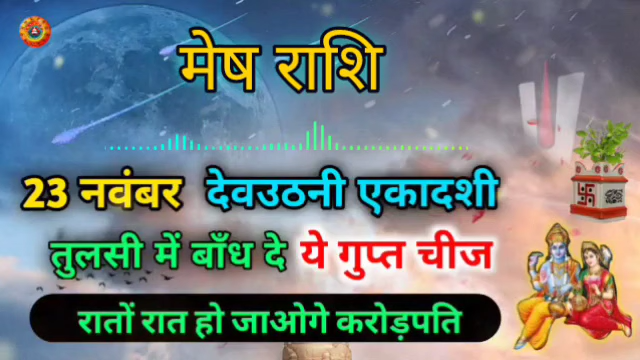 मेष राशि
23 नवंबर देवउठनी एकादशी
तुलसी में बाँध दे ये गुप्त चीज
रातों रात हो जाओगे करोड़पति